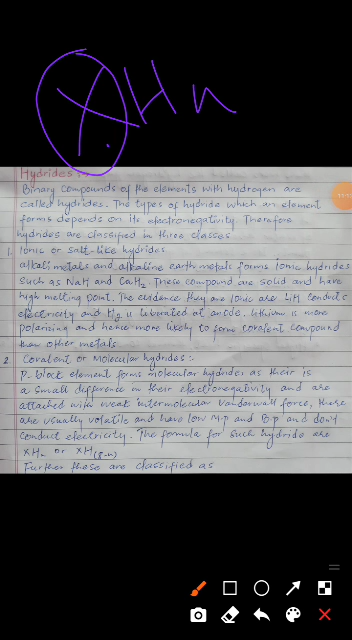 XHn
Hydrides :-
Binary compounds of the elements with hydrogen are
called hydrides. The types of hydride which an element
forms depends on its electronegativity. Therefore
hydrides are classified in three classes
1. Ionic or salt-like hydrides
alkali metals and alkaline earth metals forms ionic hydrides
such as NaH and CaH2. These compound are solid and have
high melting point. The evidence they are ionic are LiH conducts
electricity and H2 is liberated at anode. lithium is more
polarizing and hence more likely to form covalent compound
than other metals.
2. Covalent or Molecular hydrides :-
P-block element forms molecular hydrides as their is
a small difference in their electronegativity and are
attached with weak intermolecular Vanderwall force, these
are usually volatile and have low M.p and B.p and don't
conduct electricity. The formula for such hydride are
XHn or XH(8-n)
Further these are classified as